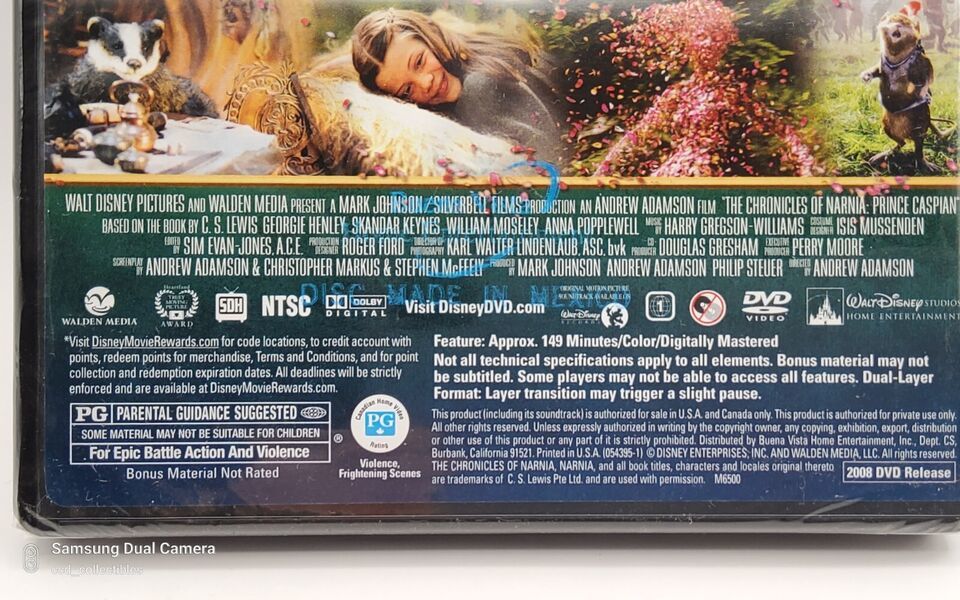 WALT DISNEY PICTURES AND WALDEN MEDIA PRESENT A MARK JOHNSON / SILVERBELL FILMS PRODUCTION AN ANDREW ADAMSON FILM "THE CHRONICLES OF NARNIA: PRINCE CASPIAN"
BASED ON THE BOOK BY C. S. LEWIS GEORGIE HENLEY SKANDAR KEYNES WILLIAM MOSELEY ANNA POPPLEWELL MUSIC BY HARRY GREGSON-WILLIAMS COSTUME DESIGNER ISIS MUSSENDEN
EDITED BY SIM EVAN-JONES, A.C.E. PRODUCTION DESIGNER ROGER FORD DIRECTOR OF PHOTOGRAPHY KARL WALTER LINDENLAUB, ASC, bvk CO-PRODUCER DOUGLAS GRESHAM EXECUTIVE PRODUCER PERRY MOORE
SCREENPLAY BY ANDREW ADAMSON & CHRISTOPHER MARKUS & STEPHEN McFEELY PRODUCED BY MARK JOHNSON ANDREW ADAMSON PHILIP STEUER DIRECTED BY ANDREW ADAMSON
DISC MADE IN MEXICO
WALDEN MEDIA
Heartland
TRULY MOVING PICTURE
AWARD
SDH
NTSC
DOLBY
DIGITAL
Visit DisneyDVD.com
ORIGINAL MOTION PICTURE
SOUNDTRACK AVAILABLE ON
Walt Disney
RECORDS
DVD
VIDEO
WALT DISNEY STUDIOS
HOME ENTERTAINMENT
*Visit DisneyMovieRewards.com for code locations, to credit account with
points, redeem points for merchandise, Terms and Conditions, and for point
collection and redemption expiration dates. All deadlines will be strictly
enforced and are available at DisneyMovieRewards.com.
PG PARENTAL GUIDANCE SUGGESTED
SOME MATERIAL MAY NOT BE SUITABLE FOR CHILDREN
For Epic Battle Action And Violence
®
Bonus Material Not Rated
Canadian Home Video
PG
Rating
Violence,
Frightening Scenes
Feature: Approx. 149 Minutes/Color/Digitally Mastered
Not all technical specifications apply to all elements. Bonus material may not
be subtitled. Some players may not be able to access all features. Dual-Layer
Format: Layer transition may trigger a slight pause.
This product (including its soundtrack) is authorized for sale in U.S.A. and Canada only. This product is authorized for private use only.
All other rights reserved. Unless expressly authorized in writing by the copyright owner, any copying, exhibition, export, distribution
or other use of this product or any part of it is strictly prohibited. Distributed by Buena Vista Home Entertainment, Inc., Dept. CS,
Burbank, California 91521. Printed in U.S.A. (054395-1) © DISNEY ENTERPRISES, INC. AND WALDEN MEDIA, LLC. All rights reserved.
THE CHRONICLES OF NARNIA, NARNIA, and all book titles, characters and locales original thereto
are trademarks of C. S. Lewis Pte Ltd. and are used with permission. M6500
2008 DVD Release
Samsung Dual Camera